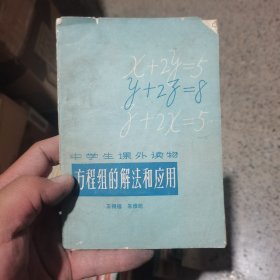 x+2y=5
y+2z=8
z+2x=5
中学生课外读物
方程组的解法和应用